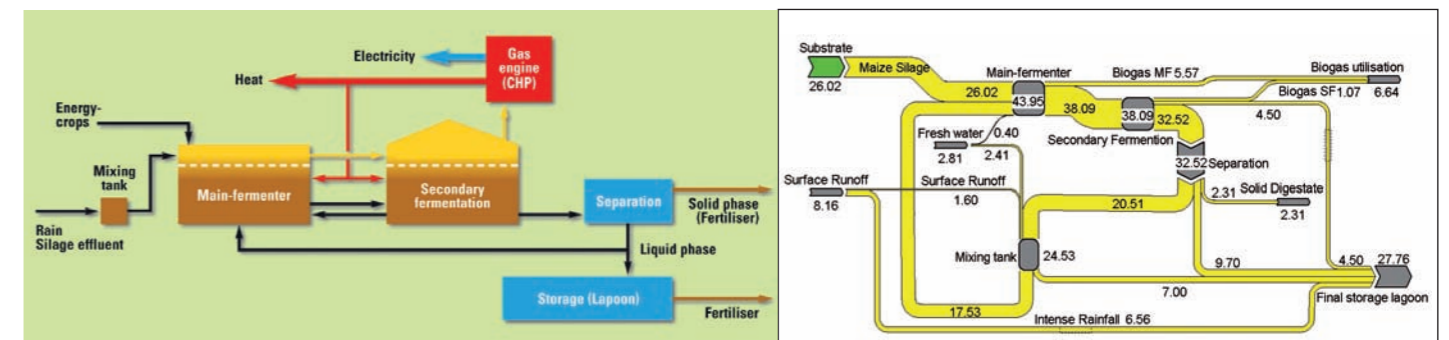 Electricity
Gas
engine
(CHP)
Heat
Energy-
crops
Mixing
tank
Main-fermenter
Secondary
fermentation
Separation
Solid phase
(Fertiliser)
Rain
Silage effluent
Liquid phase
Storage (Lapoon)
Fertiliser
Substrate
Maize Silage
26.02
26.02
Main-fermenter
43.95
Biogas MF 5.57
Biogas utilisation
6.64
Biogas SF 1.07
38.09
38.09
32.52
4.50
Secondary Fermention
Fresh water
0.40
2.81
2.41
32.52
Separation
Surface Runoff
8.16
Surface Runoff
1.60
2.31
Solid Digestate
2.31
20.51
Mixing tank
24.53
9.70
4.50
27.76
7.00
Final storage lagoon
17.53
Intense Rainfall 6.56